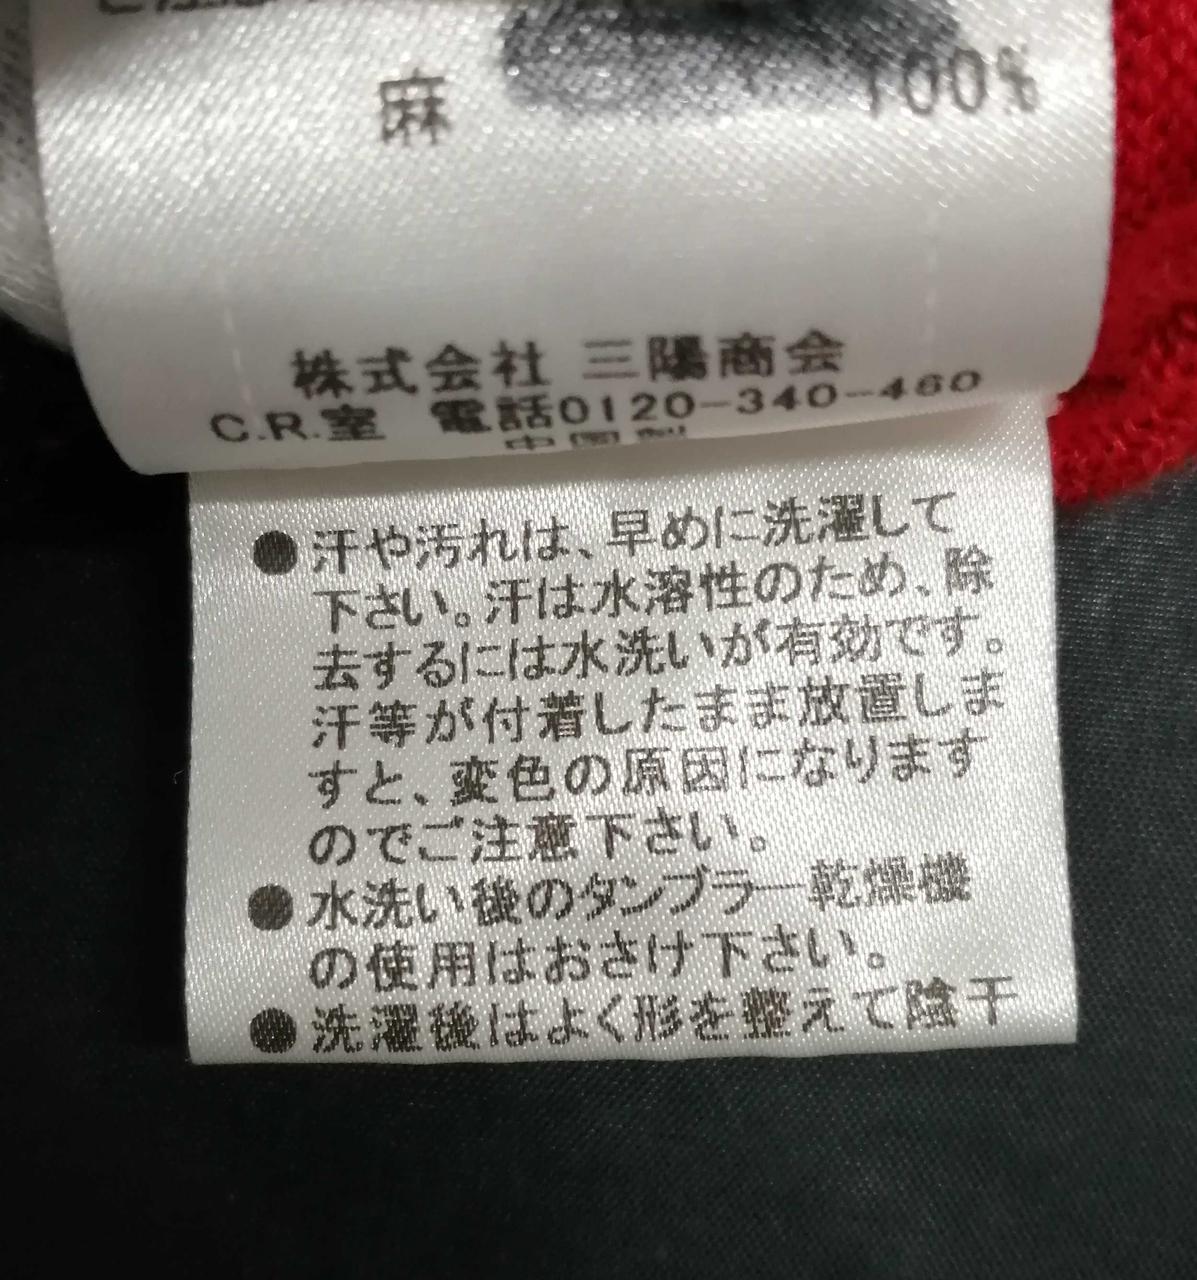 麻 100%
株式会社 三陽商会
C.R.室 電話0120-340-460
中国製
●汗や汚れは、早めに洗濯して
下さい。汗は水溶性のため、除
去するには水洗いが有効です。
汗等が付着したまま放置しま
すと、変色の原因になります
のでご注意下さい。
●水洗い後のタンブラー乾燥機
の使用はおさけ下さい。
●洗濯後はよく形を整えて陰干